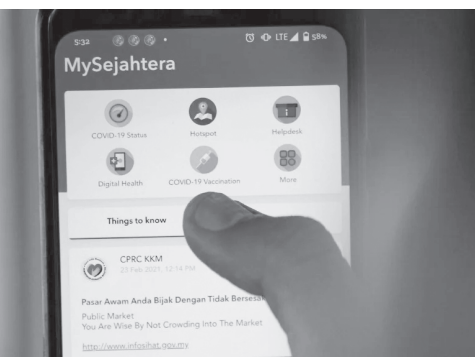 5:32 LTE 58%
MySejahtera
COVID-19 Status Hotspot Helpdesk
Digital Health COVID-19 Vaccination More
Things to know
CPRC KKM
23 Feb 2021, 12:14 PM
Pasar Awam Anda Bijak Dengan Tidak
Public Market
You Are Wise By Not Crowding Into The Market
http://www.infosihat.gov.my